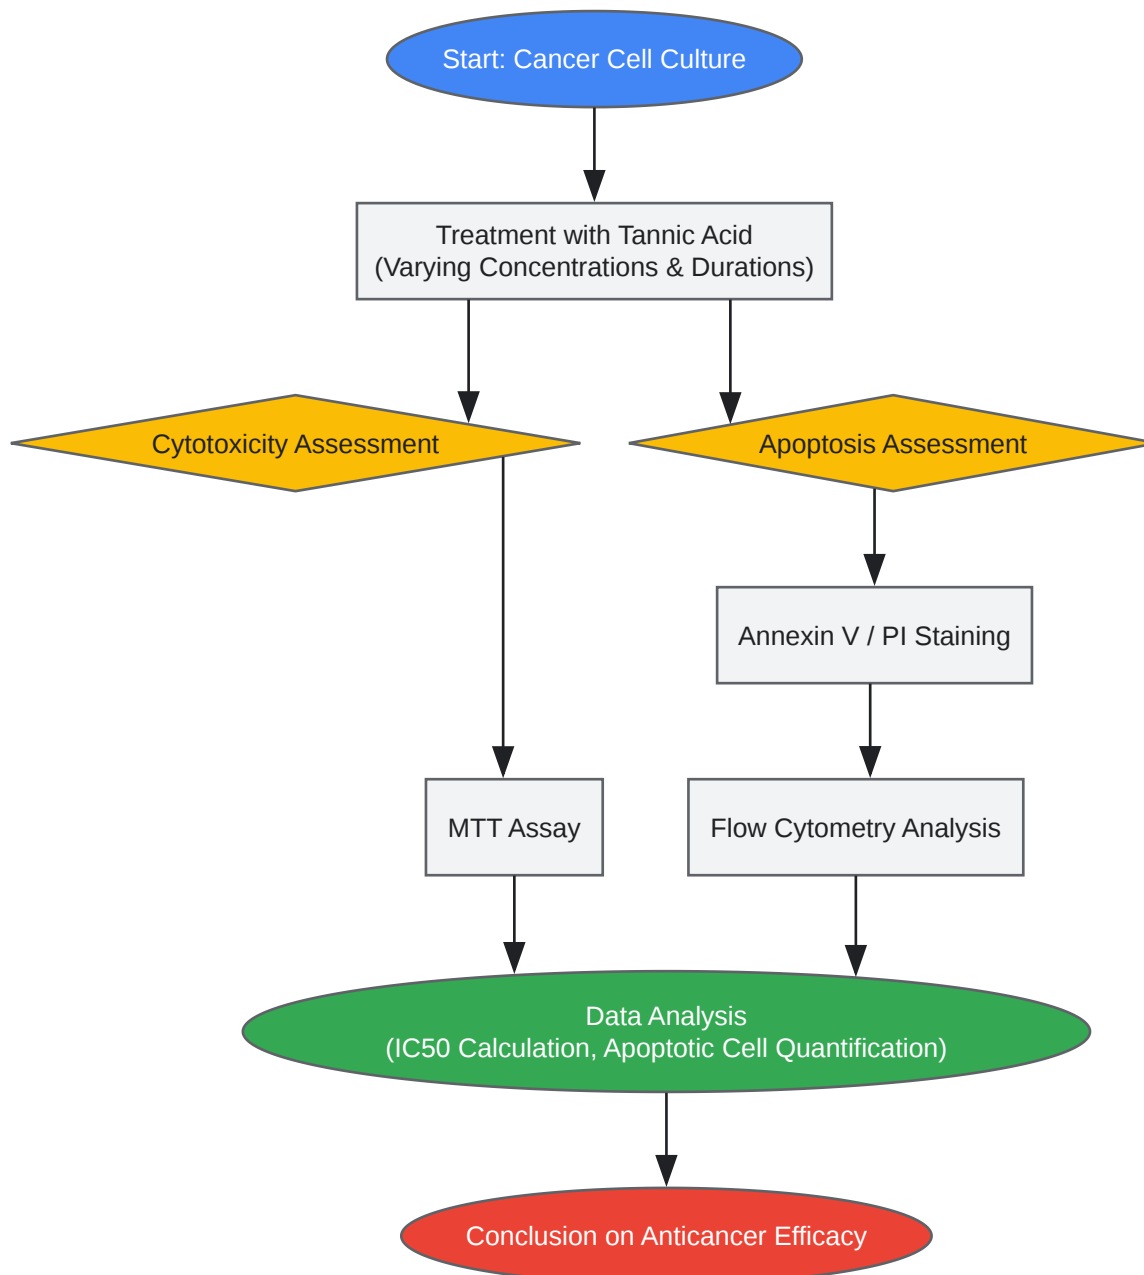 Start: Cancer Cell Culture
Treatment with Tannic Acid
(Varying Concentrations & Durations)
Cytotoxicity Assessment
Apoptosis Assessment
Annexin V / PI Staining
MTT Assay
Flow Cytometry Analysis
Data Analysis
(IC50 Calculation, Apoptotic Cell Quantification)
Conclusion on Anticancer Efficacy